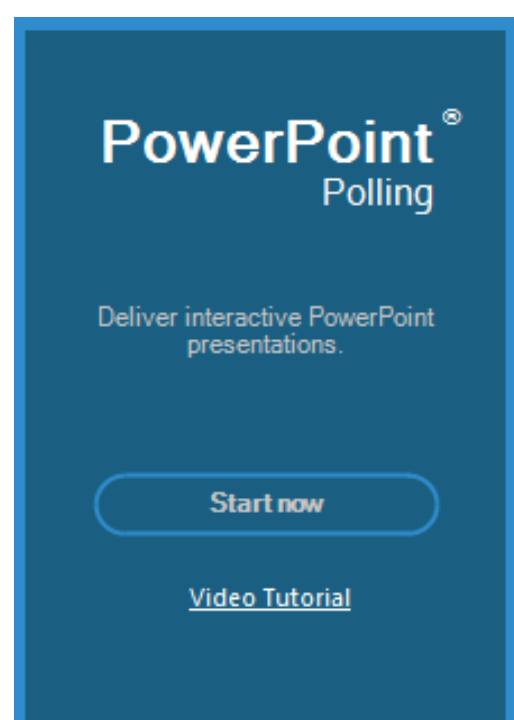 PowerPoint®
Polling
Deliver interactive PowerPoint
presentations.
Start now
Video Tutorial